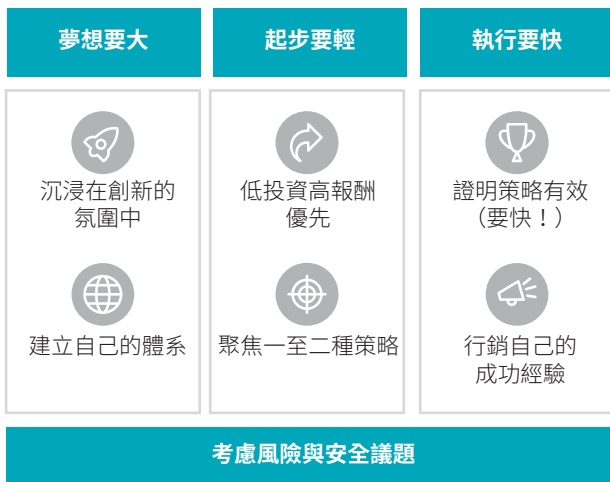 夢想要大
沉浸在創新的
氛圍中
建立自己的體系
起步要輕
低投資高報酬
優先
聚焦一至二種策略
執行要快
證明策略有效
（要快！）
行銷自己的
成功經驗
考慮風險與安全議題